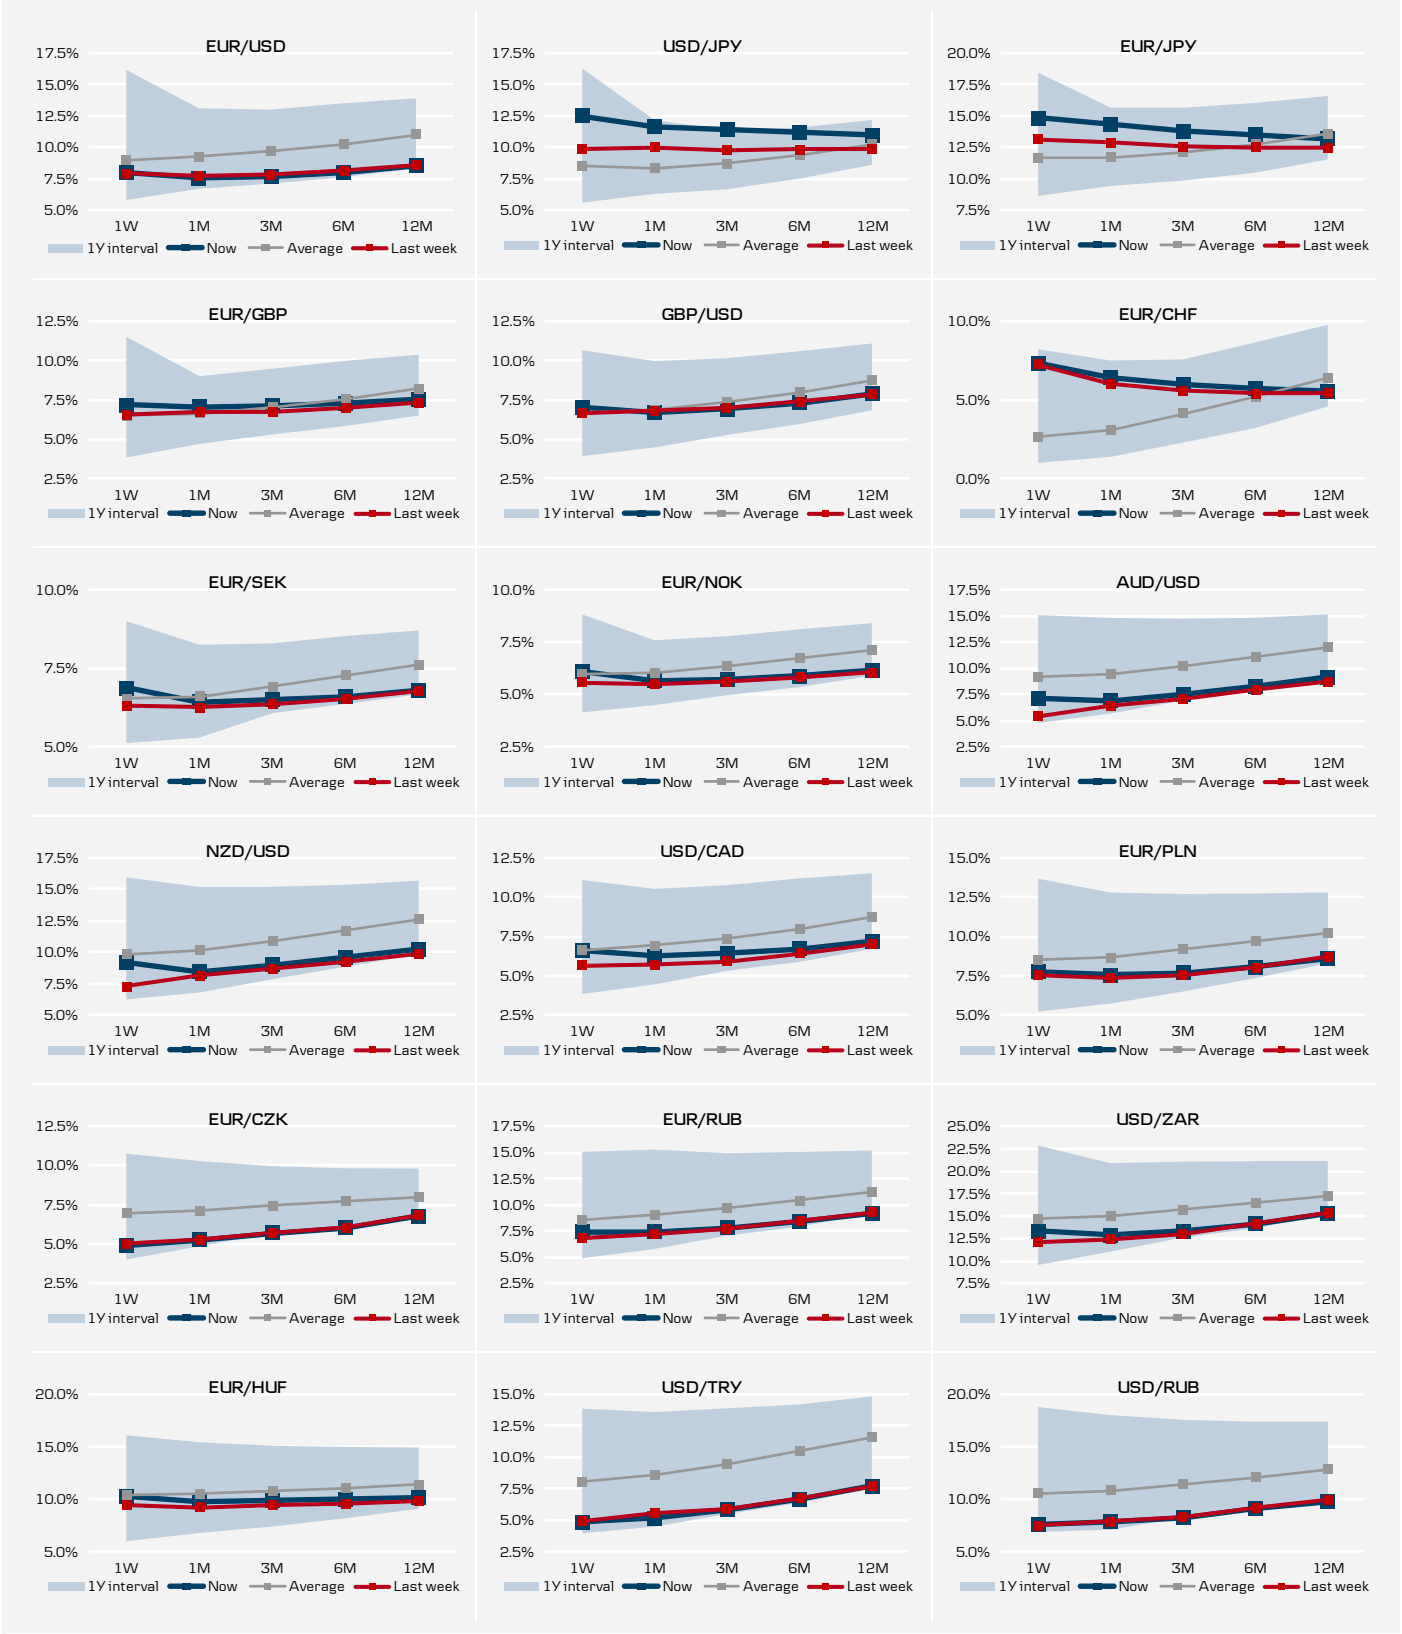 EUR/USD
17.5%
15.0%
12.5%
10.0%
7.5%
5.0%
1W 1M 3M 6M 12M
1Y interval Now Average Last week
USD/JPY
17.5%
15.0%
12.5%
10.0%
7.5%
5.0%
1W 1M 3M 6M 12M
1Y interval Now Average Last week
EUR/JPY
20.0%
17.5%
15.0%
12.5%
10.0%
7.5%
1W 1M 3M 6M 12M
1Y interval Now Average Last week
EUR/GBP
12.5%
10.0%
7.5%
5.0%
2.5%
1W 1M 3M 6M 12M
1Y interval Now Average Last week
GBP/USD
12.5%
10.0%
7.5%
5.0%
2.5%
1W 1M 3M 6M 12M
1Y interval Now Average Last week
EUR/CHF
10.0%
5.0%
0.0%
1W 1M 3M 6M 12M
1Y interval Now Average Last week
EUR/SEK
10.0%
7.5%
5.0%
1W 1M 3M 6M 12M
1Y interval Now Average Last week
EUR/NOK
10.0%
7.5%
5.0%
2.5%
1W 1M 3M 6M 12M
1Y interval Now Average Last week
AUD/USD
17.5%
15.0%
12.5%
10.0%
7.5%
5.0%
2.5%
1W 1M 3M 6M 12M
1Y interval Now Average Last week
NZD/USD
17.5%
15.0%
12.5%
10.0%
7.5%
5.0%
1W 1M 3M 6M 12M
1Y interval Now Average Last week
USD/CAD
12.5%
10.0%
7.5%
5.0%
2.5%
1W 1M 3M 6M 12M
1Y interval Now Average Last week
EUR/PLN
15.0%
12.5%
10.0%
7.5%
5.0%
1W 1M 3M 6M 12M
1Y interval Now Average Last week
EUR/CZK
12.5%
10.0%
7.5%
5.0%
2.5%
1W 1M 3M 6M 12M
1Y interval Now Average Last week
EUR/RUB
17.5%
15.0%
12.5%
10.0%
7.5%
5.0%
2.5%
1W 1M 3M 6M 12M
1Y interval Now Average Last week
USD/ZAR
25.0%
22.5%
20.0%
17.5%
15.0%
12.5%
10.0%
7.5%
1W 1M 3M 6M 12M
1Y interval Now Average Last week
EUR/HUF
20.0%
15.0%
10.0%
5.0%
1W 1M 3M 6M 12M
1Y interval Now Average Last week
USD/TRY
15.0%
12.5%
10.0%
7.5%
5.0%
2.5%
1W 1M 3M 6M 12M
1Y interval Now Average Last week
USD/RUB
20.0%
15.0%
10.0%
5.0%
1W 1M 3M 6M 12M
1Y interval Now Average Last week